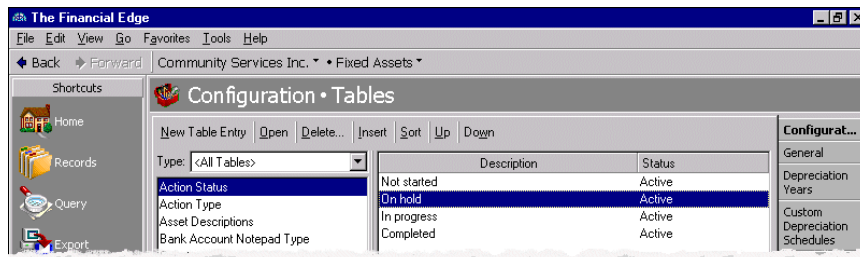 The Financial Edge
File Edit View Go Favorites Tools Help
Back Forward Community Services Inc. • Fixed Assets
Shortcuts
Home
Records
Query
Export
Configuration • Tables
New Table Entry Open Delete... Insert Sort Up Down
Type: <All Tables>
Action Status
Action Type
Asset Descriptions
Bank Account Notepad Type
Description Status
Not started Active
On hold Active
In progress Active
Completed Active
Configurat...
General
Depreciation
Years
Custom
Depreciation
Schedules